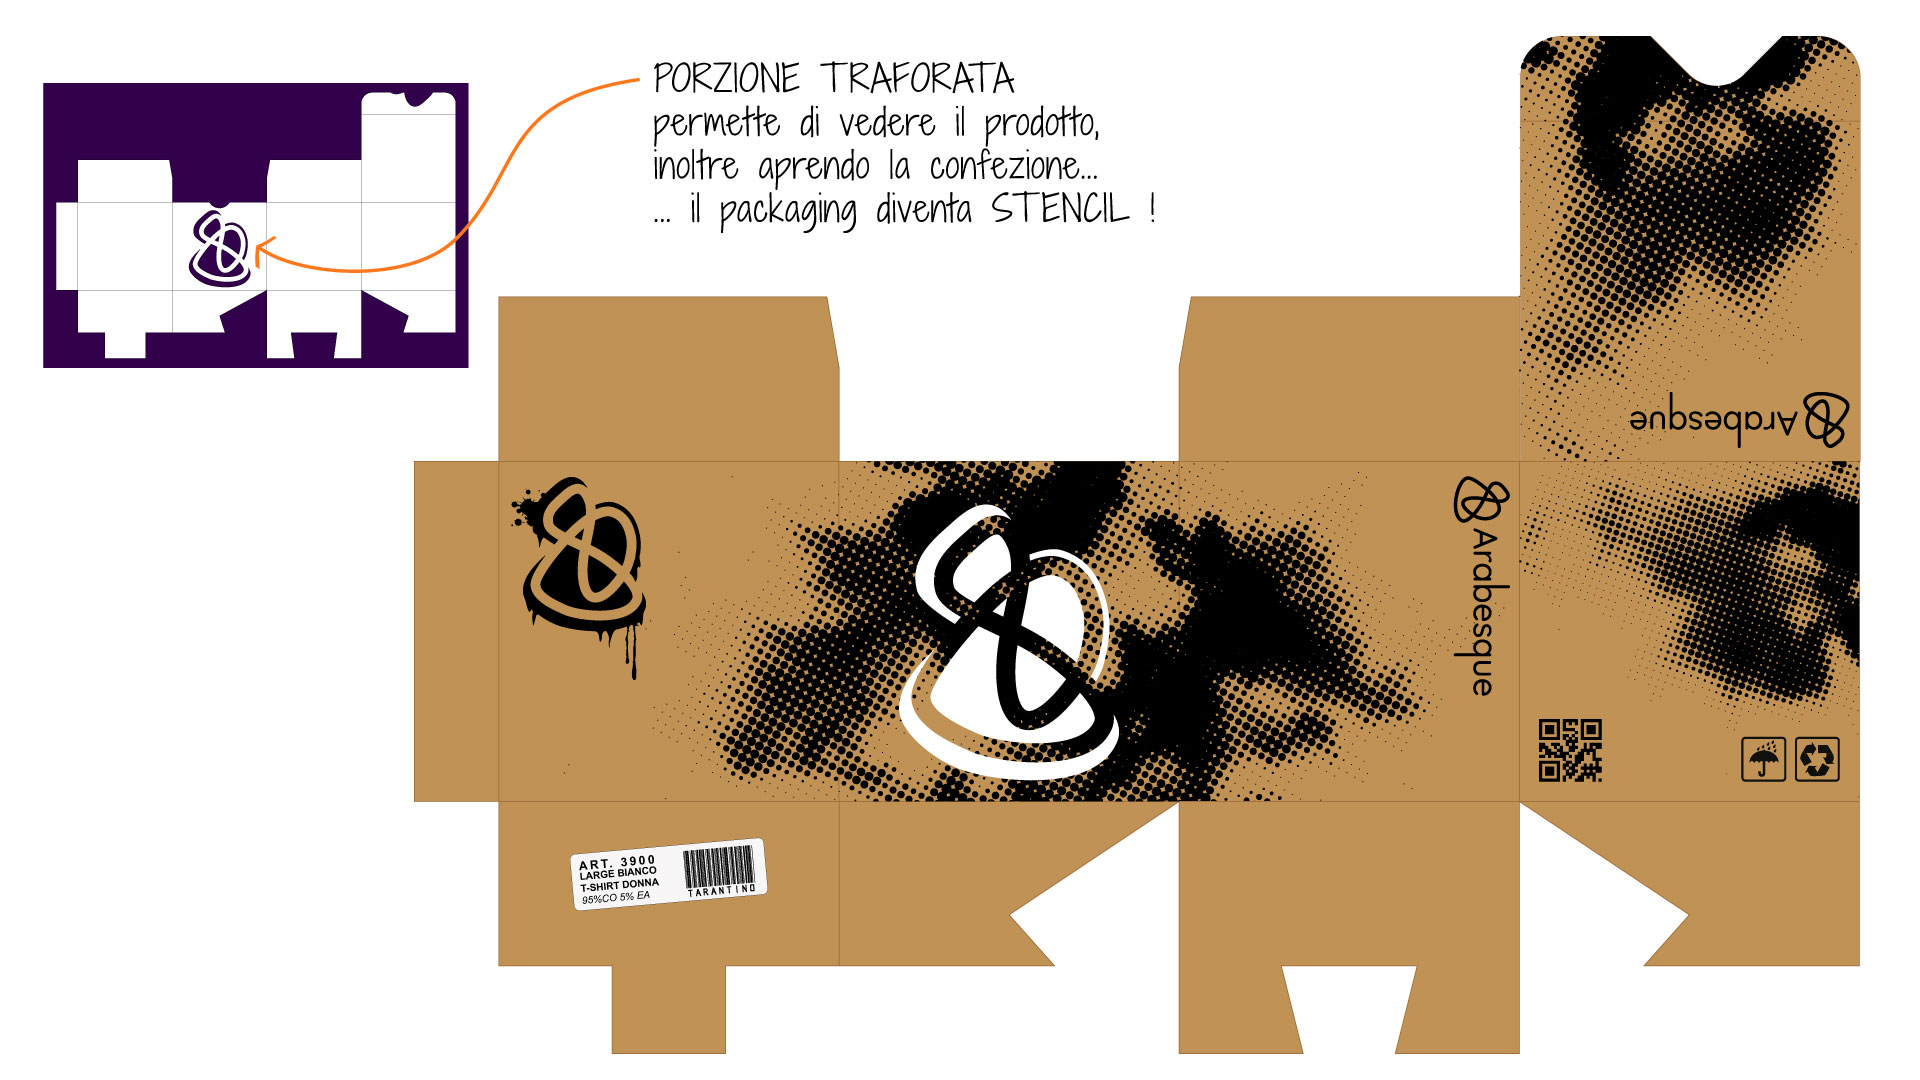 PORZIONE TRAFORATA
permette di vedere il prodotto,
inoltre aprendo la confezione...
... il packaging diventa STENCIL !
Arabesque
Arabesque
ART. 3900
LARGE BIANCO
T-SHIRT DONNA
95%CO 5% EA
TARANTINO